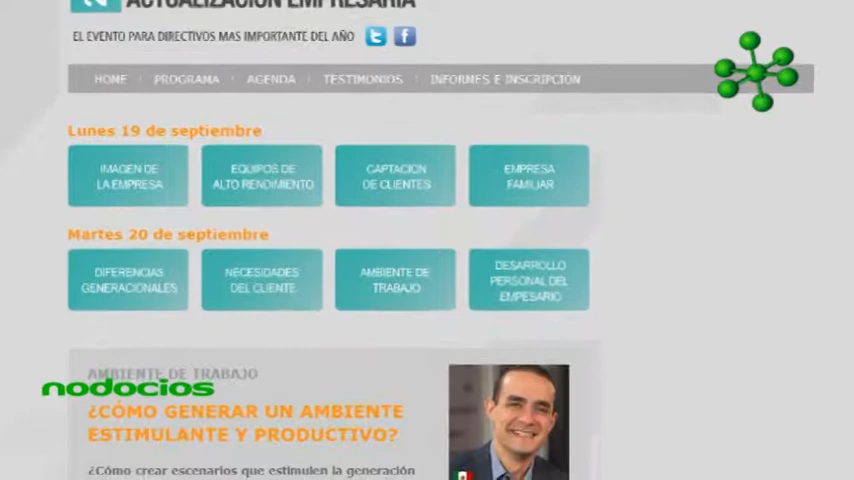 ACTUALIZACION EMPRESARIA
EL EVENTO PARA DIRECTIVOS MAS IMPORTANTE DEL AÑO
HOME
PROGRAMA
AGENDA
TESTIMONIOS
INFORMES E INSCRIPCIÓN
Lunes 19 de septiembre
IMAGEN DE
LA EMPRESA
EQUIPOS DE
ALTO RENDIMIENTO
CAPTACION
DE CLIENTES
EMPRESA
FAMILIAR
Martes 20 de septiembre
DIFERENCIAS
GENERACIONALES
NECESIDADES
DEL CLIENTE
AMBIENTE DE
TRABAJO
DESARROLLO
PERSONAL DEL
EMPESARIO
AMBIENTE DE TRABAJO
nodocios
¿CÓMO GENERAR UN AMBIENTE
ESTIMULANTE Y PRODUCTIVO?
¿Cómo crear escenarios que estimulen la generación